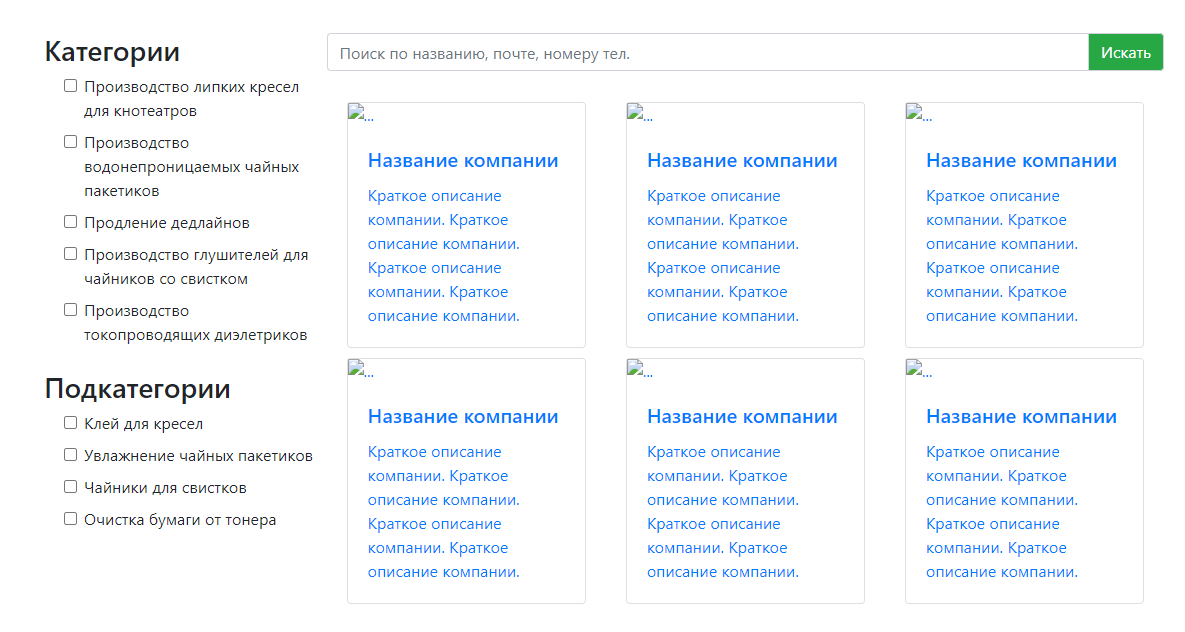 Категории
Производство липких кресел
для кнотеатров
Производство
водонепроницаемых чайных
пакетиков
Продление дедлайнов
Производство глушителей для
чайников со свистком
Производство
токопроводящих диэлетриков
Подкатегории
Клей для кресел
Увлажнение чайных пакетиков
Чайники для свистков
Очистка бумаги от тонера
Поиск по названию, почте, номеру тел.
Искать
...
Название компании
Краткое описание
компании. Краткое
описание компании.
Краткое описание
компании. Краткое
описание компании.
...
Название компании
Краткое описание
компании. Краткое
описание компании.
Краткое описание
компании. Краткое
описание компании.
...
Название компании
Краткое описание
компании. Краткое
описание компании.
Краткое описание
компании. Краткое
описание компании.
...
Название компании
Краткое описание
компании. Краткое
описание компании.
Краткое описание
компании. Краткое
описание компании.
...
Название компании
Краткое описание
компании. Краткое
описание компании.
Краткое описание
компании. Краткое
описание компании.
...
Название компании
Краткое описание
компании. Краткое
описание компании.
Краткое описание
компании. Краткое
описание компании.